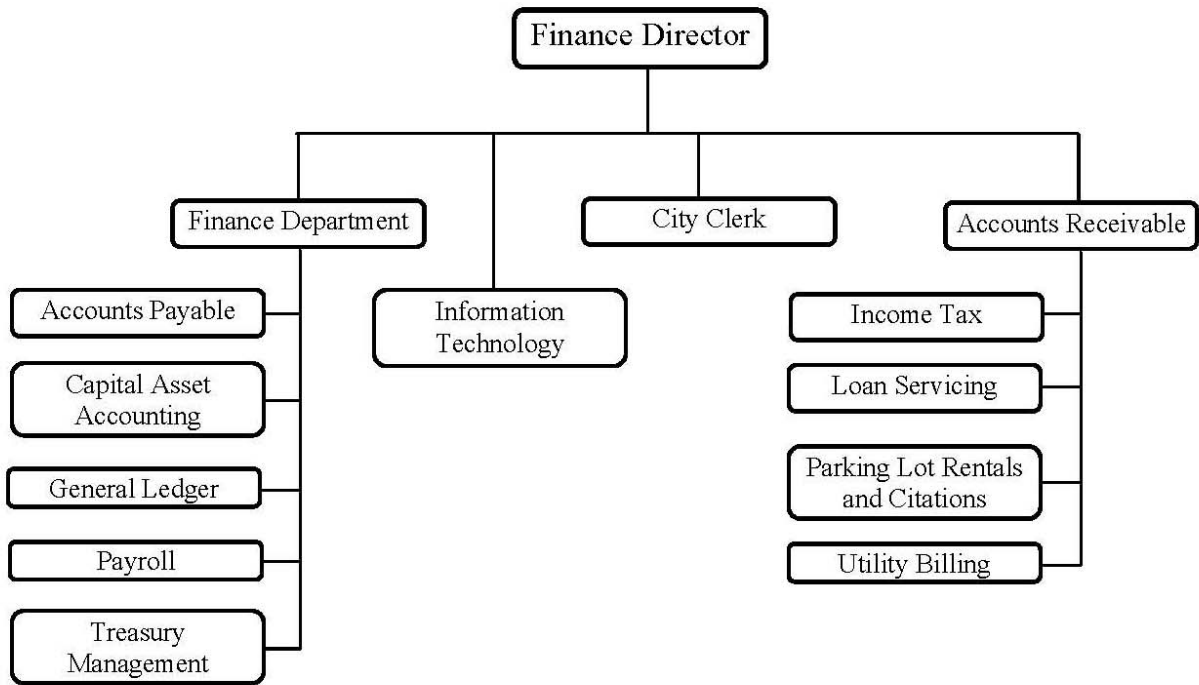 Finance Director
Finance Department
City Clerk
Accounts Receivable
Accounts Payable
Capital Asset
Accounting
General Ledger
Payroll
Treasury
Management
Information
Technology
Income Tax
Loan Servicing
Parking Lot Rentals
and Citations
Utility Billing